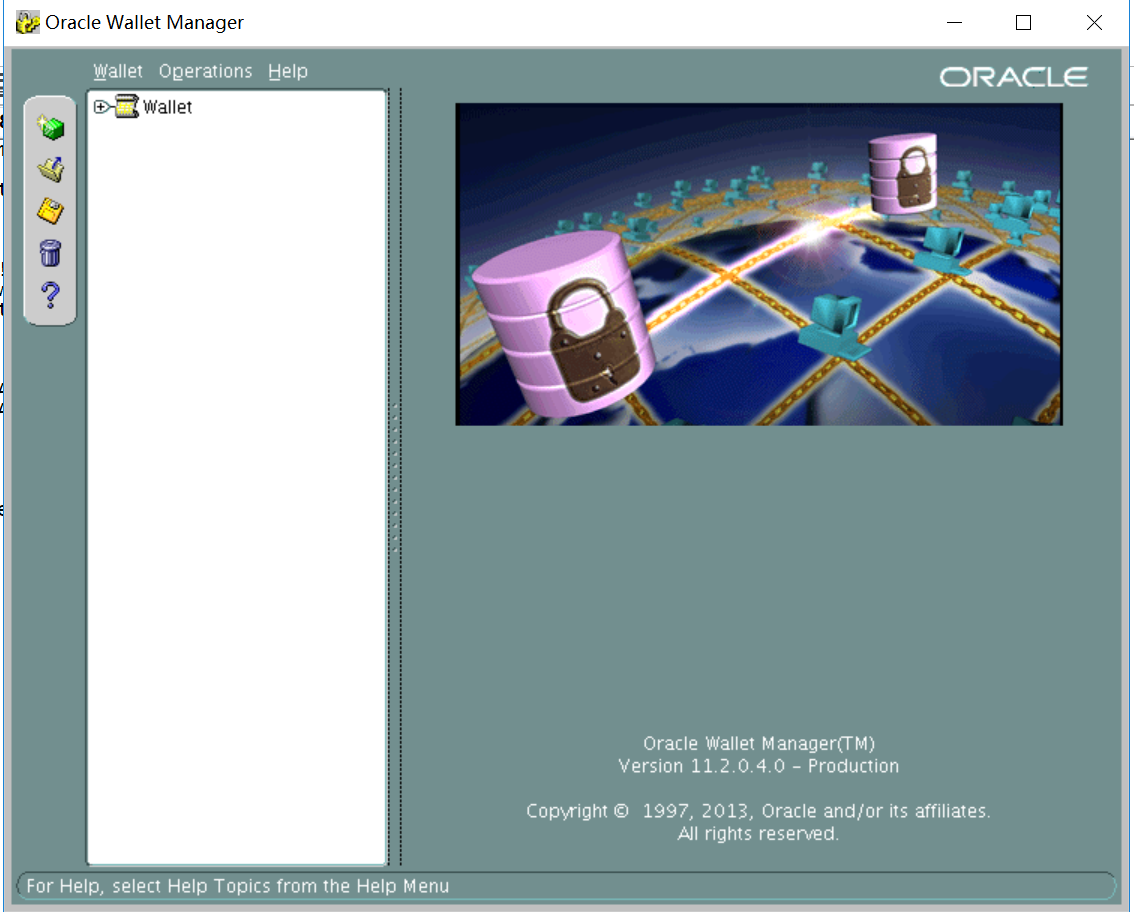 Oracle Wallet Manager
Wallet Operations Help
ORACLE
Wallet
Oracle Wallet Manager(TM)
Version 11.2.0.4.0 – Production
Copyright © 1997, 2013, Oracle and/or its affiliates.
All rights reserved.
For Help, select Help Topics from the Help Menu